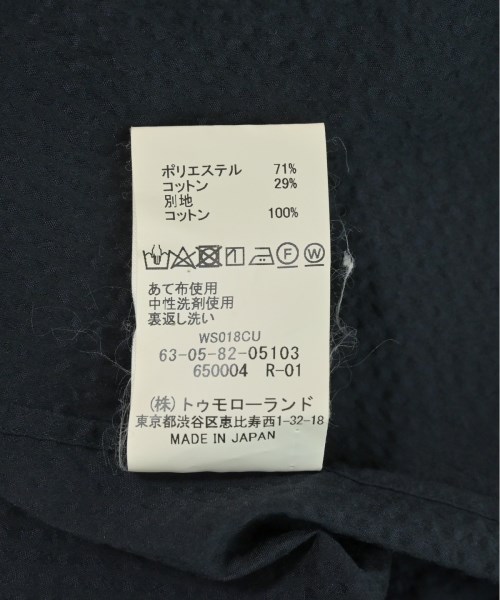 ポリエステル 71%
コットン 29%
別地
コットン 100%
F W
あて布使用
中性洗剤使用
裏返し洗い
WS018CU
63-05-82-05103
650004 R-01
(株)トゥモローランド
東京都渋谷区恵比寿西1-32-18
MADE IN JAPAN